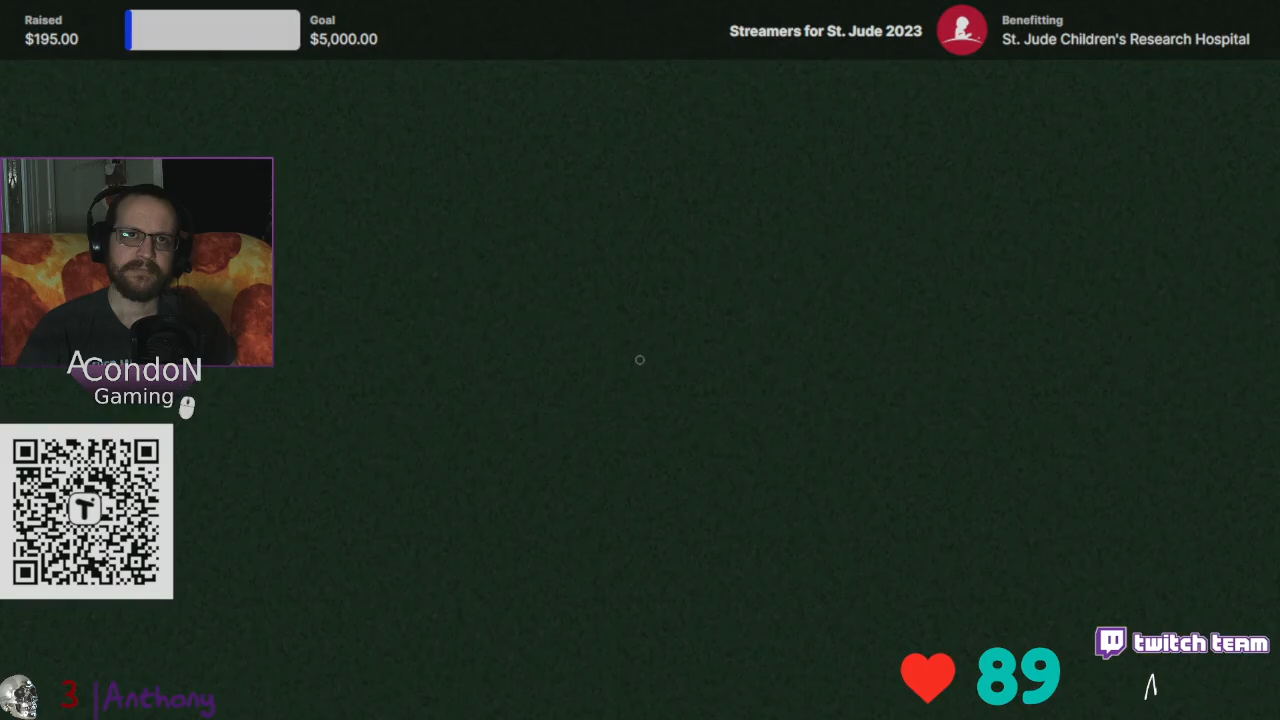 Raised
$195.00
Goal
$5,000.00
Streamers for St. Jude 2023
Benefitting
St. Jude Children's Research Hospital
ACondoN
Gaming
T
89
twitch team
3 |Anthony